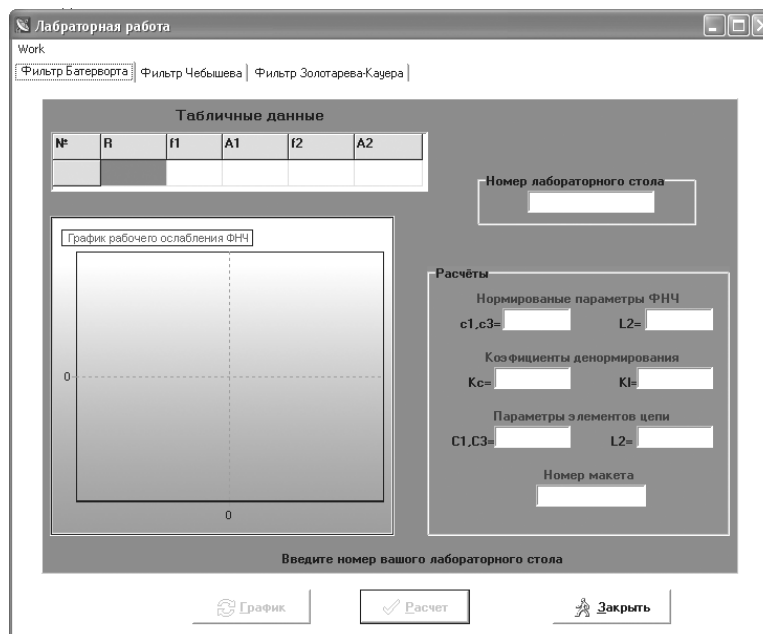 Лабраторная работа
Work
Фильтр Батерворта Фильтр Чебышева Фильтр Золотарева-Кауера
Табличные данные
№ R f1 A1 f2 A2
Номер лабораторного стола
График рабочего ослабления ФНЧ
0
0
Расчёты
Нормированые параметры ФНЧ
c1,c3= L2=
Коэфициенты денормирования
Kc= Kl=
Параметры элементов цепи
C1,C3= L2=
Номер макета
Введите номер вашего лабораторного стола
График Расчет Закрыть